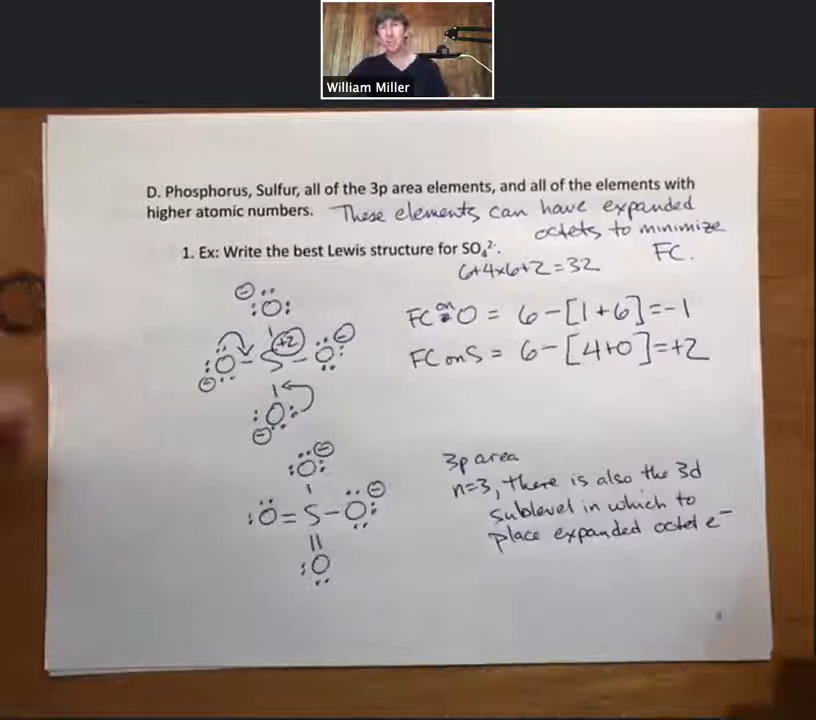 William Miller
D. Phosphorus, Sulfur, all of the 3p area elements, and all of the elements with
higher atomic numbers. These elements can have expanded
octets to minimize
FC.
1. Ex: Write the best Lewis structure for SO₄²⁻.
6+4x6+2=32
FC on O = 6-[1+6]=-1
FC on S = 6-[4+0]=+2
O
O-S-O
+2
O
3p area
n=3, there is also the 3d
sublevel in which to
place expanded octet e⁻
O
O=S-O
O